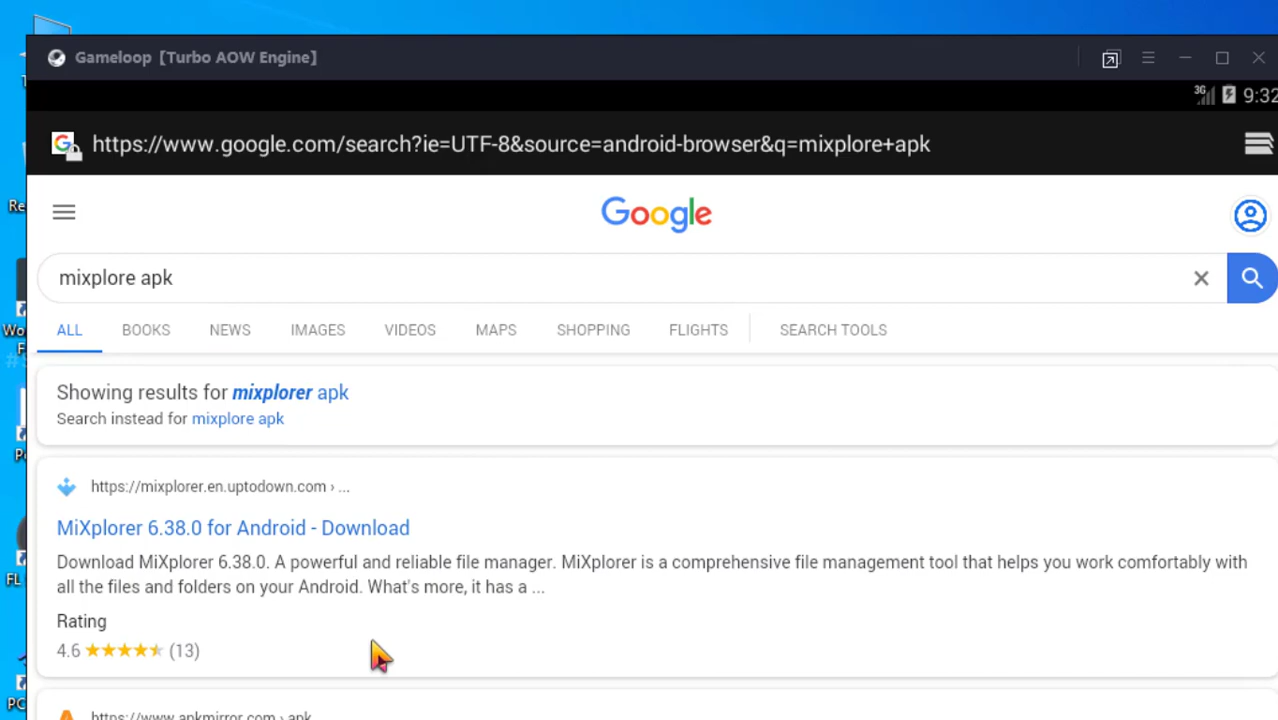 Gameloop [Turbo AOW Engine]
3G 9:32
https://www.google.com/search?ie=UTF-8&source=android-browser&q=mixplore+apk
Google
mixplore apk
ALL BOOKS NEWS IMAGES VIDEOS MAPS SHOPPING FLIGHTS SEARCH TOOLS
Showing results for mixplorer apk
Search instead for mixplore apk
https://mixplorer.en.uptodown.com › ...
MiXplorer 6.38.0 for Android - Download
Download MiXplorer 6.38.0. A powerful and reliable file manager. MiXplorer is a comprehensive file management tool that helps you work comfortably with
all the files and folders on your Android. What's more, it has a ...
Rating
4.6 (13)
https://www.apkmirror.com › apk
Re
Wo
F
FL
PC